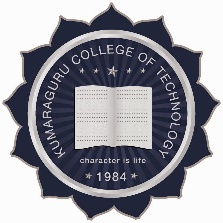 KUMARAGURU COLLEGE OF TECHNOLOGY
character is life
1984